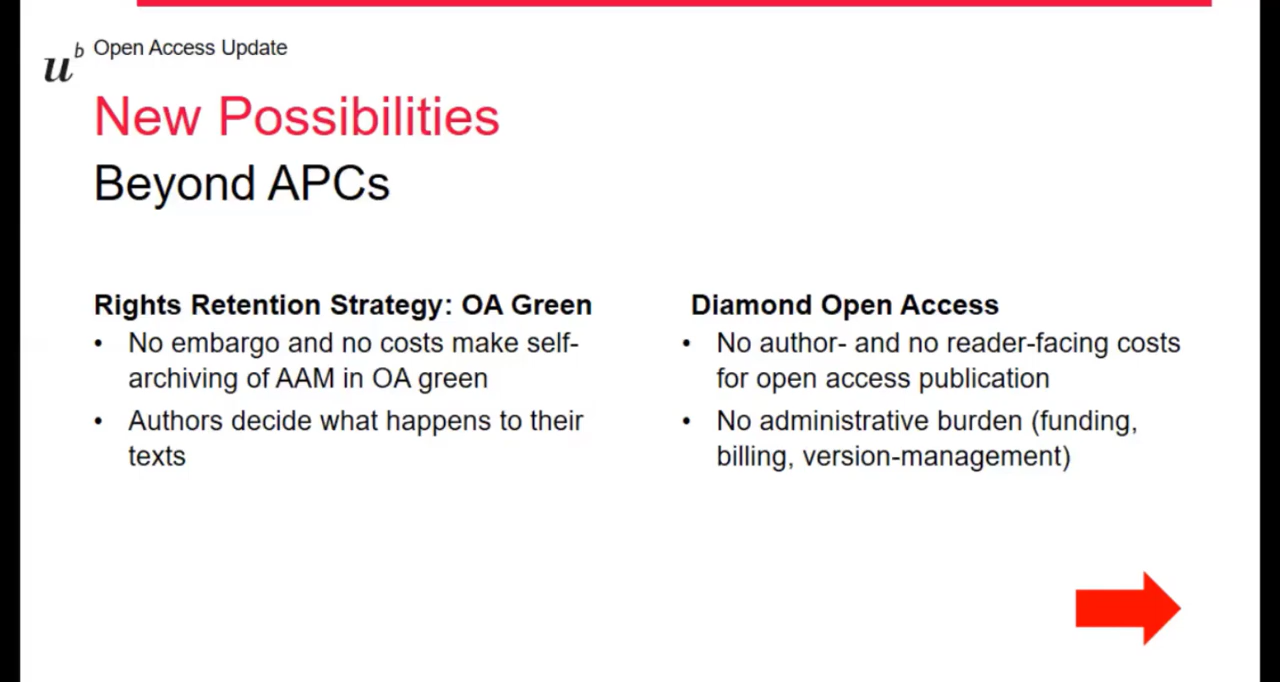 u b Open Access Update
New Possibilities
Beyond APCs
Rights Retention Strategy: OA Green
• No embargo and no costs make self-
archiving of AAM in OA green
• Authors decide what happens to their
texts
Diamond Open Access
• No author- and no reader-facing costs
for open access publication
• No administrative burden (funding,
billing, version-management)